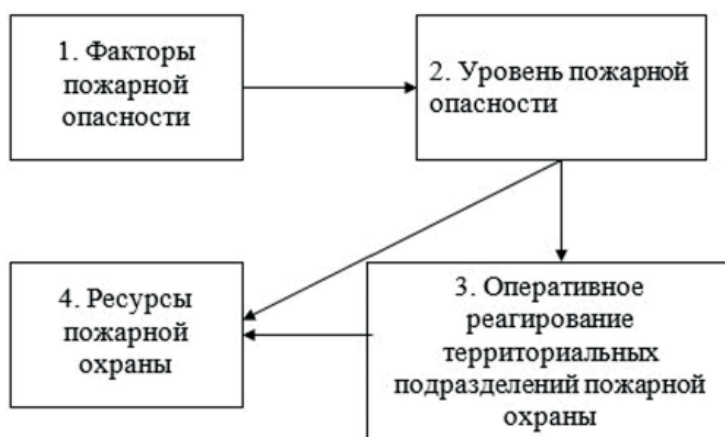 1. Факторы
пожарной
опасности
2. Уровень пожарной
опасности
3. Оперативное
реагирование
территориальных
подразделений пожарной
охраны
4. Ресурсы
пожарной
охраны